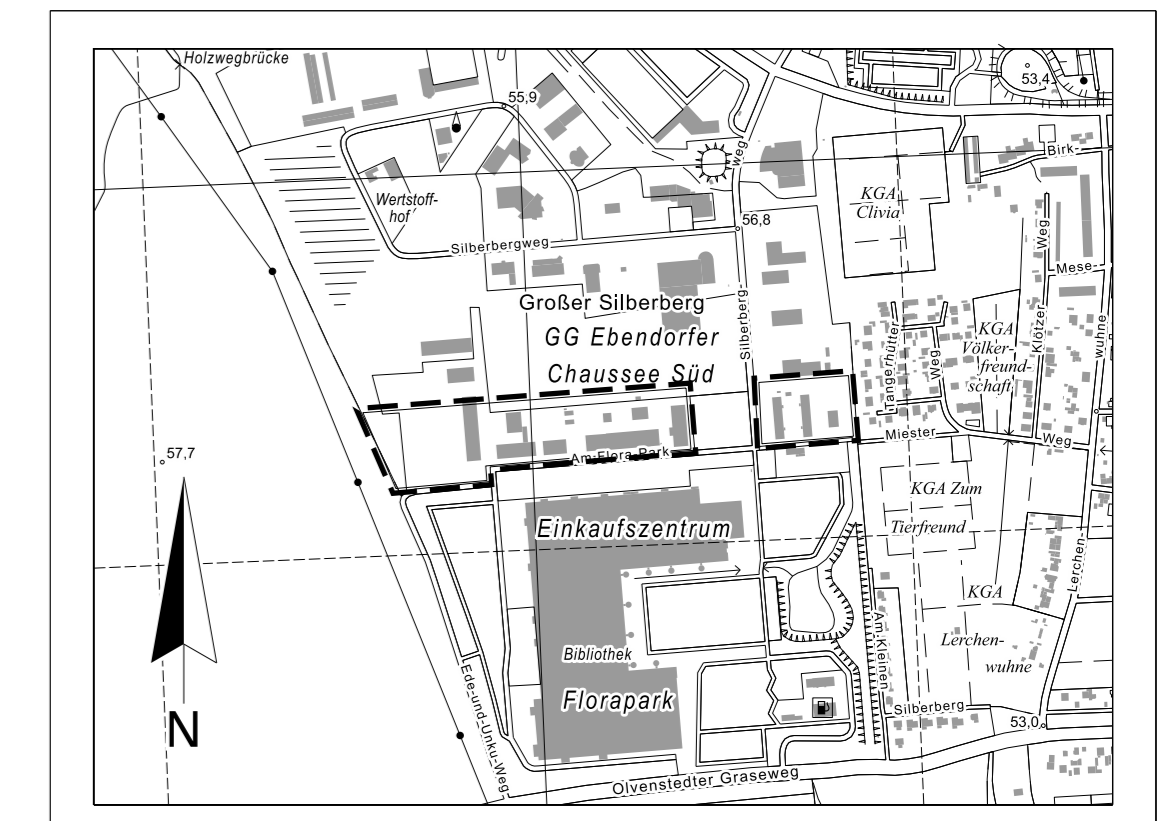 Holzwegbrücke
55,9
53,4
weg
Birk-
Wertstoff-
hof
KGA
Clivia
56,8
Silberbergweg
Weg
Mese-
Großer Silberberg
GG Ebendorfer
Chaussee Süd
Silberberg-
Tangerhütter
Weg
KGA
Völker-
freund-
schaft
Klötzer
wuhne
Miester
Weg
Am Flora-Park
57,7
KGA Zum
Tierfreund
Einkaufszentrum
Lerchen-
KGA
Lerchen-
wuhne
Bibliothek
Florapark
Am Kleinen
Silberberg
53,0
Ede-und-Unku-Weg
N
Olvenstedter Graseweg